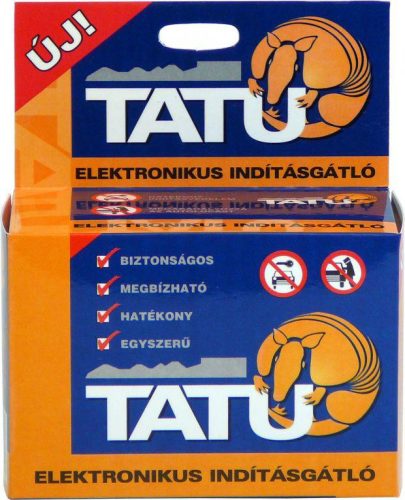 ÚJ!
TATU
ELEKTRONIKUS INDÍTÁSGÁTLÓ
ELEKTRONIKUS INDÍTÁSGÁTLÓ
BIZTONSÁGOS
MEGBÍZHATÓ
HATÉKONY
EGYSZERŰ
TATU
ELEKTRONIKUS INDÍTÁSGÁTLÓ